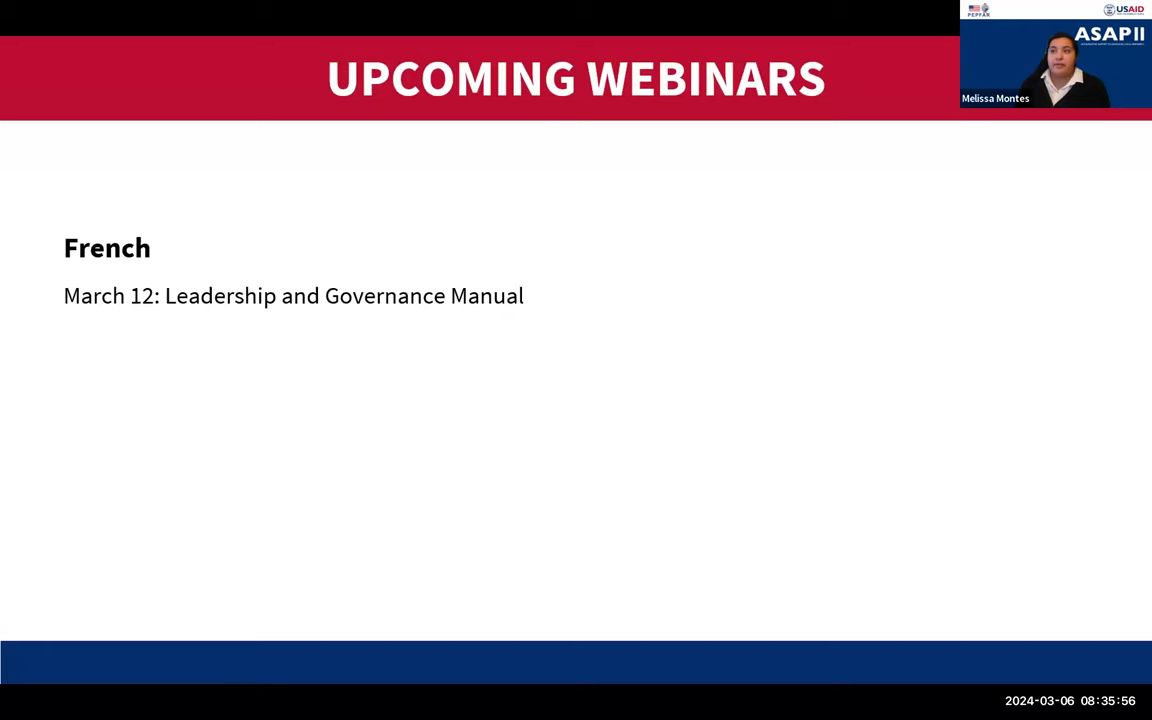 UPCOMING WEBINARS
PEPFAR
USAID
ASAP II
Melissa Montes
French
March 12: Leadership and Governance Manual
2024-03-06 08:35:56